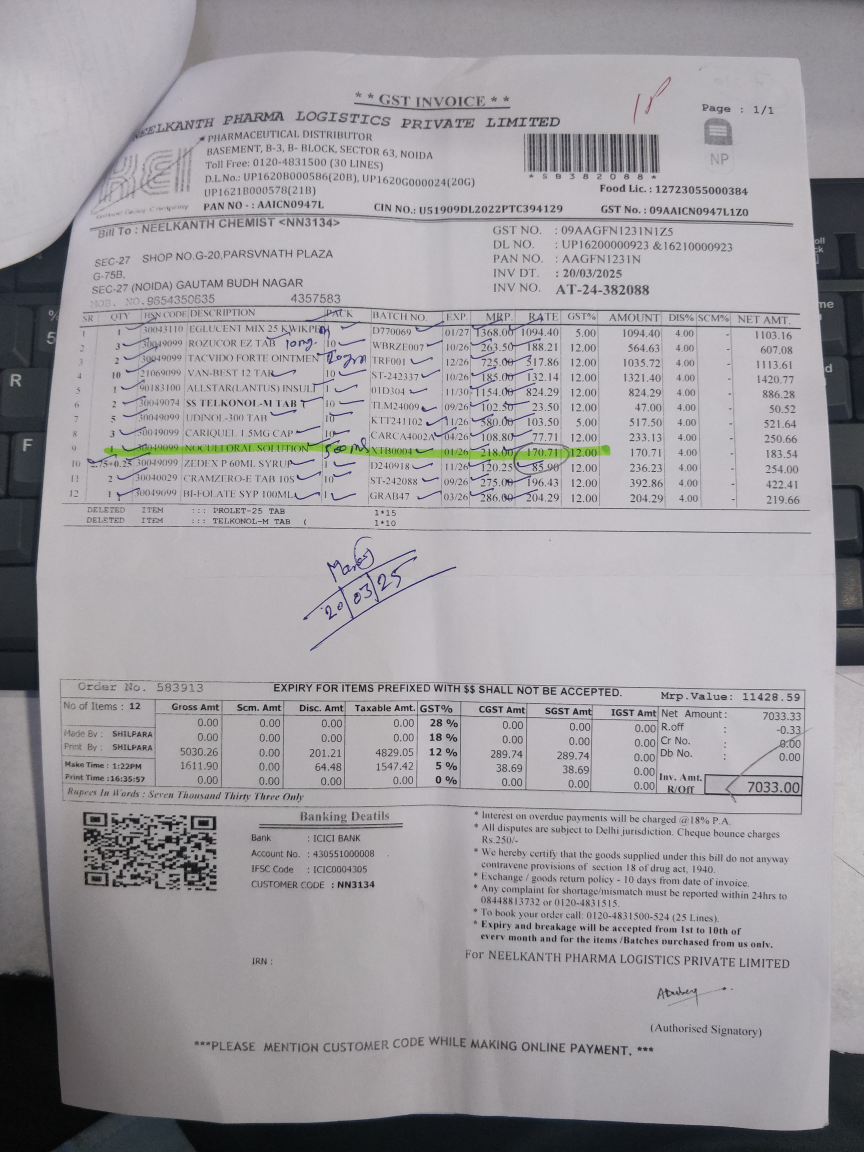 * * GST INVOICE * *
18
Page : 1/1
NEELKANTH PHARMA LOGISTICS PRIVATE LIMITED
PHARMACEUTICAL DISTRIBUTOR
BASEMENT, B-3, B- BLOCK, SECTOR 63, NOIDA
Toll Free: 0120-4831500 (30 LINES)
D.L.No.: UP1620B000586(20B), UP1620G000024(20G)
UP1621B000578(21B)
PAN NO - : AAICN0947L
CIN NO.: U51909DL2022PTC394129
*SB382088*
NP
Food Lic. : 12723055000384
GST No. : 09AAICN0947L1Z0
Bill To : NEELKANTH CHEMIST <NN3134>
SEC-27 SHOP NO.G-20,PARSVNATH PLAZA
G-75B,
SEC-27 (NOIDA) GAUTAM BUDH NAGAR
MOB. NO.9654350635 4357583
GST NO. : 09AAGFN1231N1Z5
DL NO. : UP16200000923 &16210000923
PAN NO. : AAGFN1231N
INV DT. : 20/03/2025
INV NO. AT-24-382088
SR QTY HSN CODE DESCRIPTION PACK BATCH NO. EXP. MRP. RATE GST% AMOUNT DIS% SCM% NET AMT.
1 1 30043110 EGLUCENT MIX 25 KWIKPEN D770069 01/27 1368.00 1094.40 5.00 1094.40 4.00 - 1103.16
2 3 30049099 ROZUCOR EZ TAB 10mg 10 WBRZE007 10/26 263.50 188.21 12.00 564.63 4.00 - 607.08
3 2 30049099 TACVIDO FORTE OINTMEN 20gm TRF001 12/26 725.00 517.86 12.00 1035.72 4.00 - 1113.61
4 10 21069099 VAN-BEST 12 TAB 10 ST-242337 10/26 185.00 132.14 12.00 1321.40 4.00 - 1420.77
5 1 90183100 ALLSTAR(LANTUS) INSULI 1 01D304 11/30 1154.00 824.29 12.00 824.29 4.00 - 886.28
6 2 30049074 SS TELKONOL-M TAB 10 TLM24009 09/26 102.50 23.50 12.00 47.00 4.00 - 50.52
7 5 30049099 UDINOL-300 TAB 10 KTT241102 11/26 580.00 103.50 12.00 517.50 4.00 - 521.64
8 3 30049099 CARIQUEL 1.5MG CAP 10 CARCA4002A 04/26 108.80 77.71 12.00 233.13 4.00 - 250.66
9 1 30049099 NOCUTORAL SOLUTION 500ml XTB0004 01/26 218.00 170.71 12.00 170.71 4.00 - 183.54
10 2.75+0.25 30049099 ZEDEX P 60ML SYRUP 1 D240918 11/26 120.25 85.90 12.00 236.23 4.00 - 254.00
11 2 30040029 CRAMZERO-E TAB 10S 10 ST-242088 09/26 275.00 196.43 12.00 392.86 4.00 - 422.41
12 1 30049099 BI-FOLATE SYP 100ML 1 GRAB47 03/26 286.00 204.29 12.00 204.29 4.00 - 219.66
DELETED ITEM ::: PROLET-25 TAB 1*15
DELETED ITEM ::: TELKONOL-M TAB ( 1*10
20/03/25
Order No. 583913 EXPIRY FOR ITEMS PREFIXED WITH $$ SHALL NOT BE ACCEPTED. Mrp.Value: 11428.59
No of Items : 12 Gross Amt Scm. Amt Disc. Amt Taxable Amt. GST% CGST Amt SGST Amt IGST Amt Net Amount: 7033.33
0.00 0.00 0.00 0.00 28 % 0.00 0.00 0.00 R.off : -0.33
Made By : SHILPARA 0.00 0.00 0.00 0.00 18 % 0.00 0.00 0.00 Cr No. : 0.00
Print By : SHILPARA 5030.26 0.00 201.21 4829.05 12 % 289.74 289.74 0.00 Db No. : 0.00
Make Time : 1:22PM 1611.90 0.00 64.48 1547.42 5 % 38.69 38.69 0.00
Print Time :16:35:57 0.00 0.00 0.00 0.00 0 % 0.00 0.00 0.00 Inv. Amt. R/Off 7033.00
Rupees In Words : Seven Thousand Thirty Three Only
Banking Deatils
Bank : ICICI BANK
Account No. : 430551000008
IFSC Code : ICIC0004305
CUSTOMER CODE : NN3134
IRN :
* Interest on overdue payments will be charged @18% P.A.
* All disputes are subject to Delhi jurisdiction. Cheque bounce charges
Rs.250/-
* We hereby certify that the goods supplied under this bill do not anyway
contravene provisions of section 18 of drug act, 1940.
* Exchange / goods return policy - 10 days from date of invoice.
* Any complaint for shortage/mismatch must be reported within 24hrs to
08448813732 or 0120-4831515.
* To book your order call: 0120-4831500-524 (25 Lines).
* Expiry and breakage will be accepted from 1st to 10th of
every month and for the items /Batches purchased from us only.
For NEELKANTH PHARMA LOGISTICS PRIVATE LIMITED
(Authorised Signatory)
***PLEASE MENTION CUSTOMER CODE WHILE MAKING ONLINE PAYMENT. ***